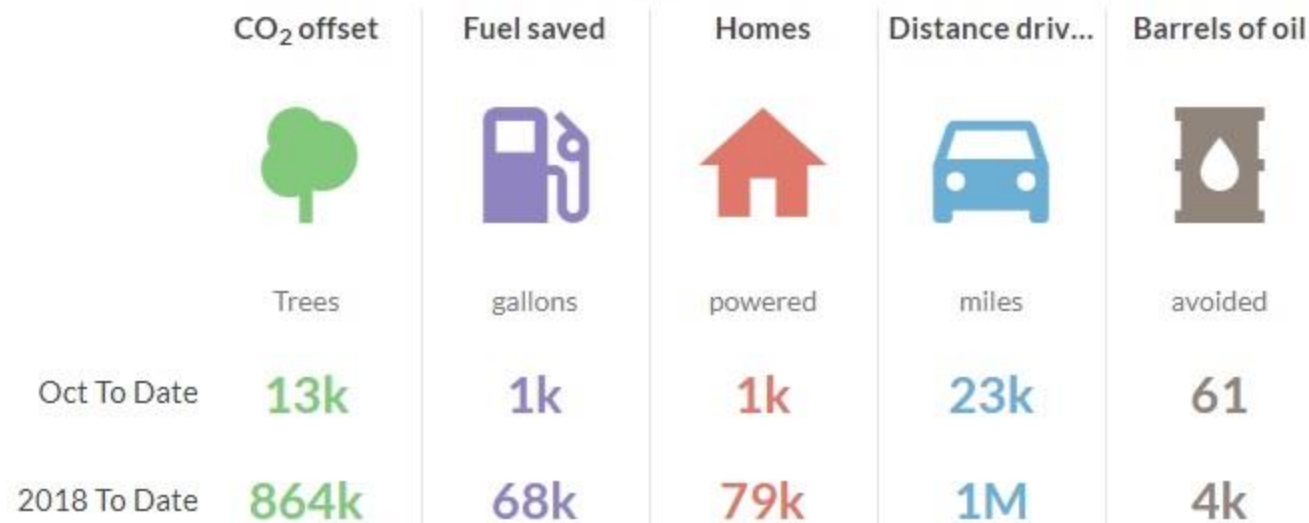 CO₂ offset Fuel saved Homes Distance driv... Barrels of oil
Trees gallons powered miles avoided
Oct To Date 13k 1k 1k 23k 61
2018 To Date 864k 68k 79k 1M 4k